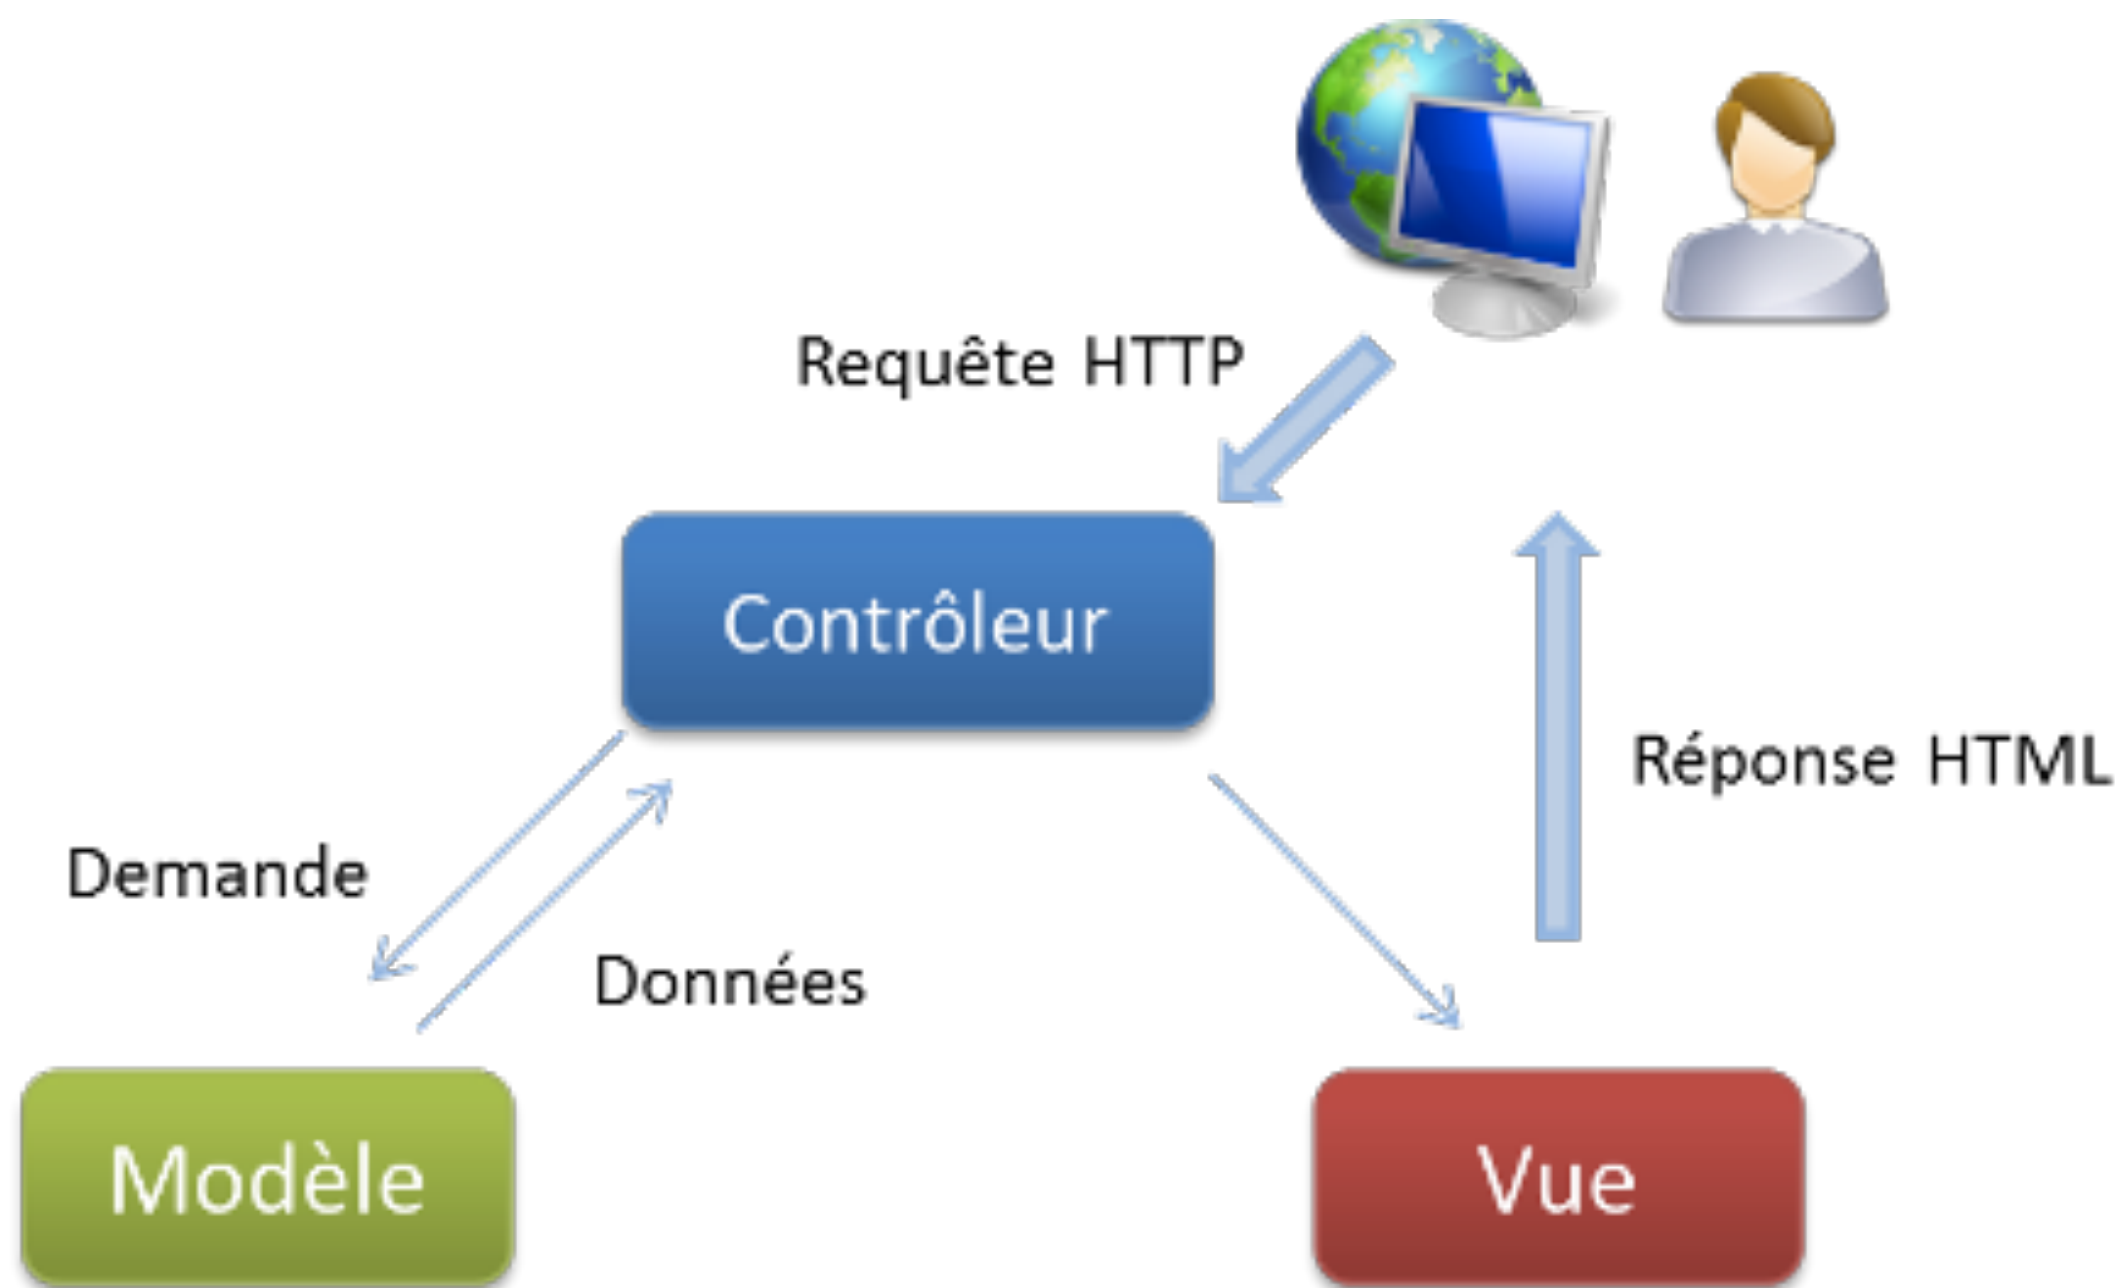 Requête HTTP
Contrôleur
Réponse HTML
Demande
Données
Modèle
Vue